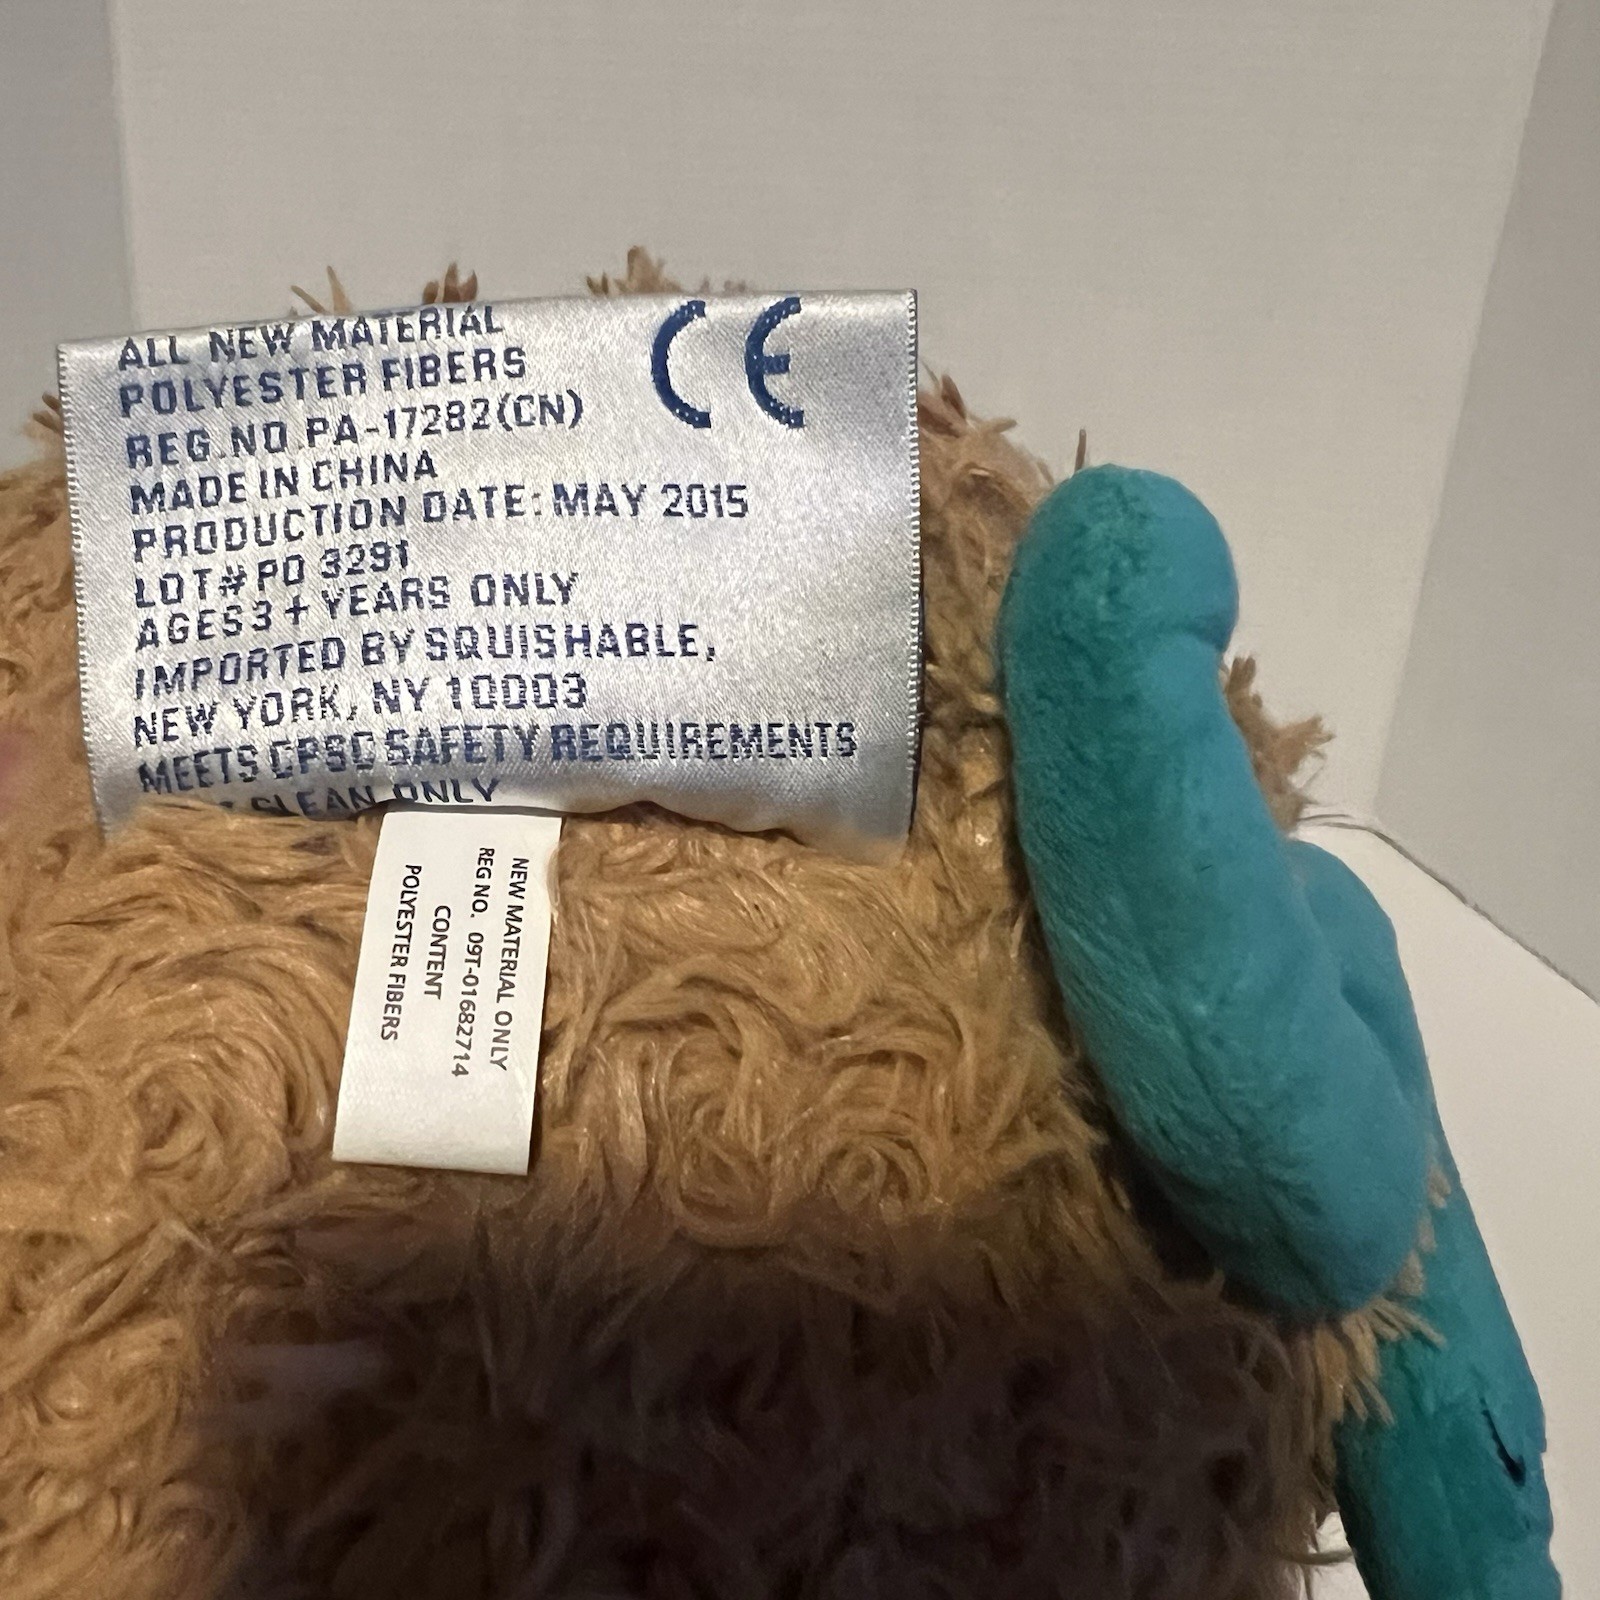 ALL NEW MATERIAL
POLYESTER FIBERS
REG.NO.PA-17282(CN)
MADE IN CHINA
PRODUCTION DATE: MAY 2015
LOT# PO 3291
AGES 3+ YEARS ONLY
IMPORTED BY SQUISHABLE,
NEW YORK, NY 10003
MEETS CPSC SAFETY REQUIREMENTS
CLEAN ONLY
CE
NEW MATERIAL ONLY
REG NO. 09T-01682714
CONTENT
POLYESTER FIBERS